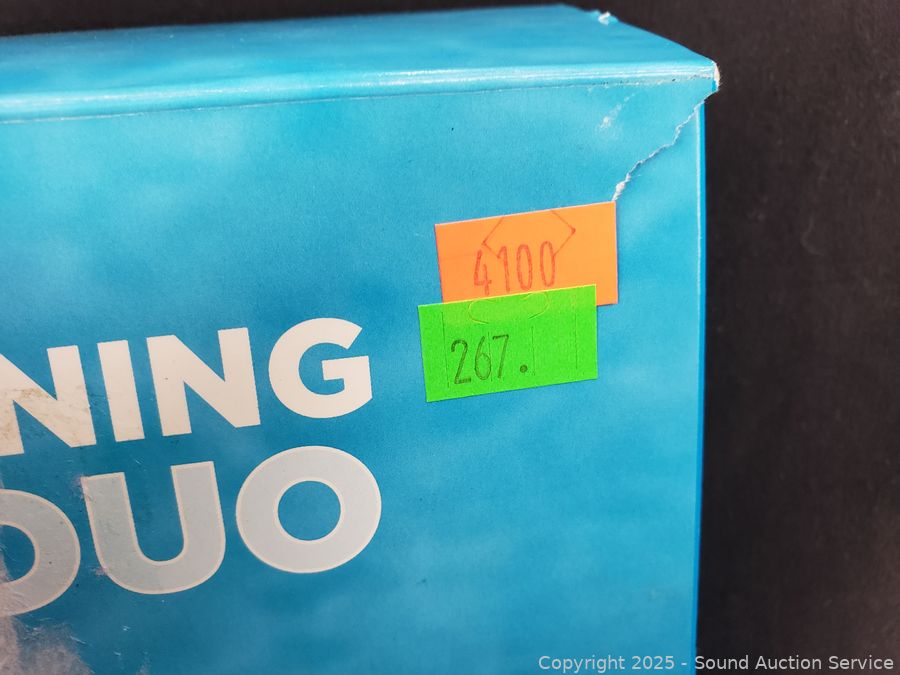 4100
267.
NING
DUO
Copyright 2025 - Sound Auction Service